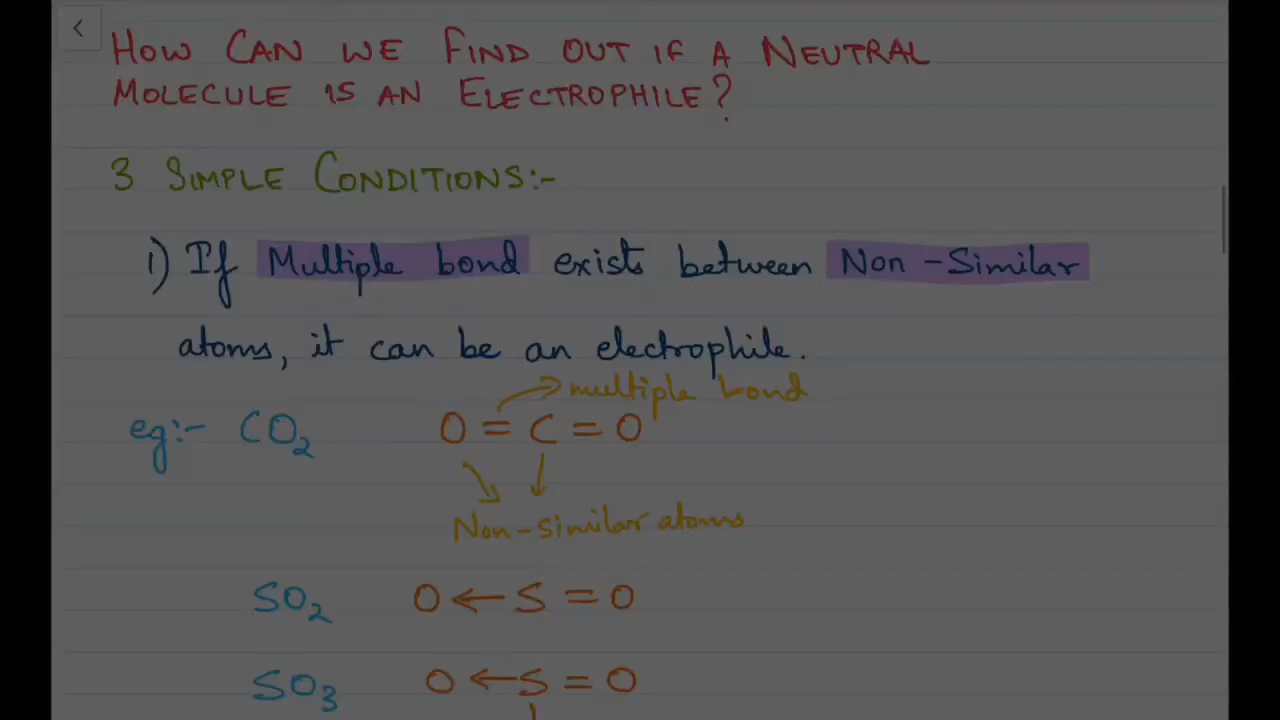 HOW CAN WE FIND OUT IF A NEUTRAL
MOLECULE IS AN ELECTROPHILE?
3 SIMPLE CONDITIONS:-
i) If Multiple bond exists between Non-Similar
atoms, it can be an electrophile.
multiple bond
eg:- CO₂ O = C = O
Non-similar atoms
SO₂ O ← S = O
SO₃ O ← S = O